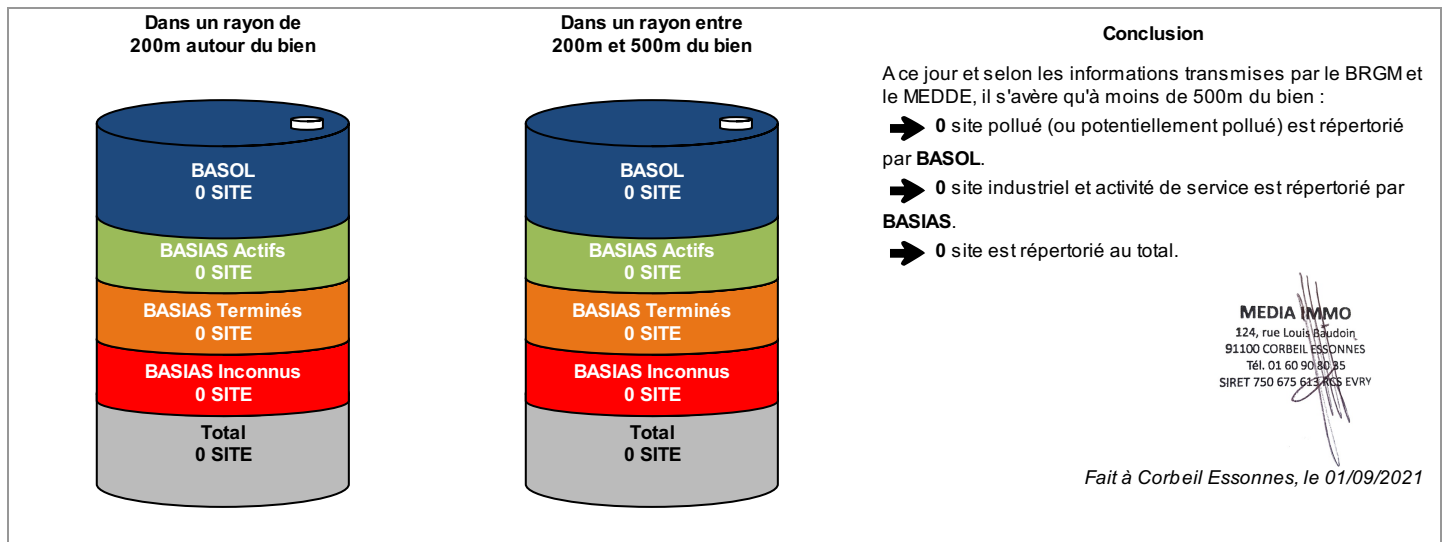 Dans un rayon de
200m autour du bien
BASOL
0 SITE
BASIAS Actifs
0 SITE
BASIAS Terminés
0 SITE
BASIAS Inconnus
0 SITE
Total
0 SITE
Dans un rayon entre
200m et 500m du bien
BASOL
0 SITE
BASIAS Actifs
0 SITE
BASIAS Terminés
0 SITE
BASIAS Inconnus
0 SITE
Total
0 SITE
Conclusion
A ce jour et selon les informations transmises par le BRGM et
le MEDDE, il s'avère qu'à moins de 500m du bien :
0 site pollué (ou potentiellement pollué) est répertorié
par BASOL.
0 site industriel et activité de service est répertorié par
BASIAS.
0 site est répertorié au total.
MEDIA IMMO
124, rue Louis Baudoin
91100 CORBEIL ESSONNES
Tél. 01 60 90 80 85
SIRET 750 675 613 RCS EVRY
Fait à Corbeil Essonnes, le 01/09/2021